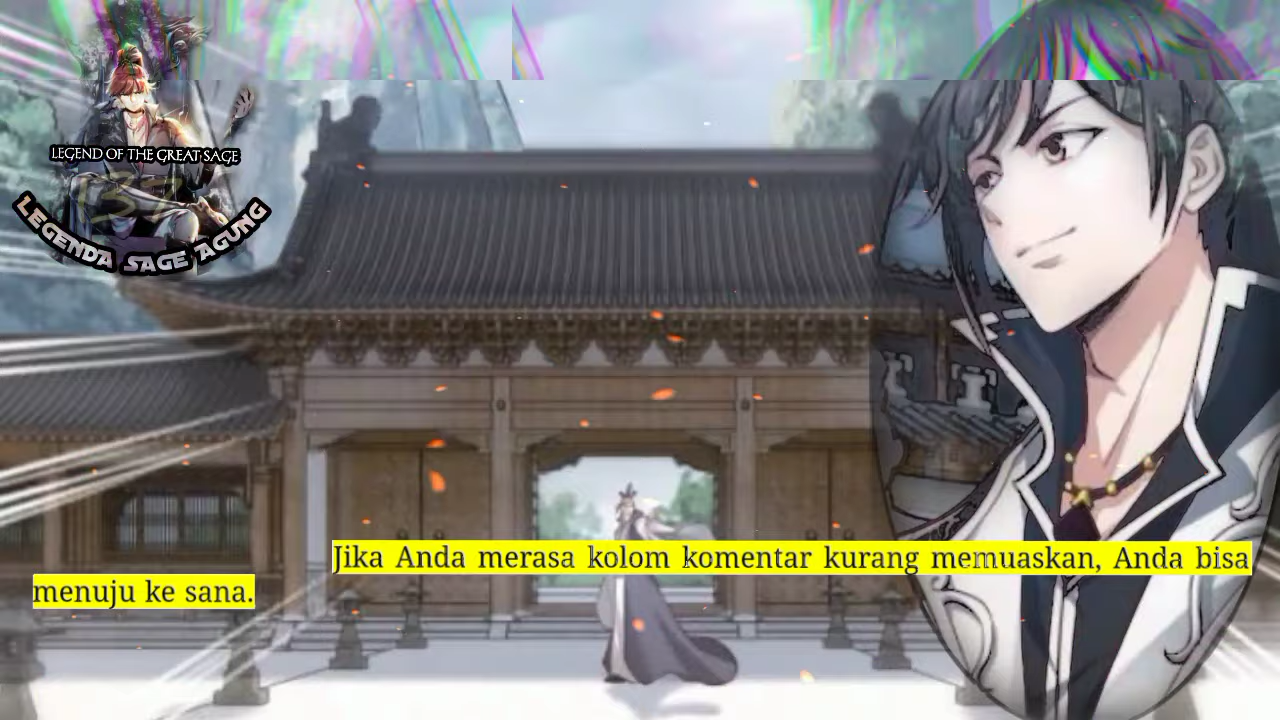 LEGEND OF THE GREAT SAGE
137
LEGENDA SAGE AGUNG
Jika Anda merasa kolom komentar kurang memuaskan, Anda bisa
menuju ke sana.